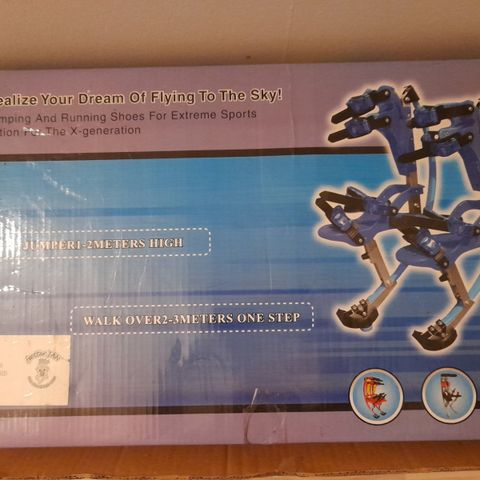 ealize Your Dream Of Flying To The Sky!
mping And Running Shoes For Extreme Sports
tion For The X-generation
JUMPER1-2METERS HIGH
WALK OVER2-3METERS ONE STEP